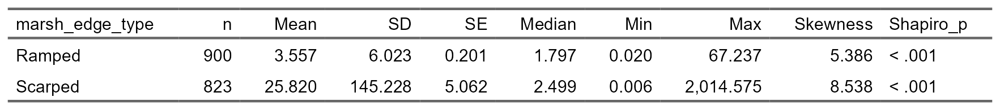 marsh_edge_type n Mean SD SE Median Min Max Skewness Shapiro_p
Ramped 900 3.557 6.023 0.201 1.797 0.020 67.237 5.386 < .001
Scarped 823 25.820 145.228 5.062 2.499 0.006 2,014.575 8.538 < .001